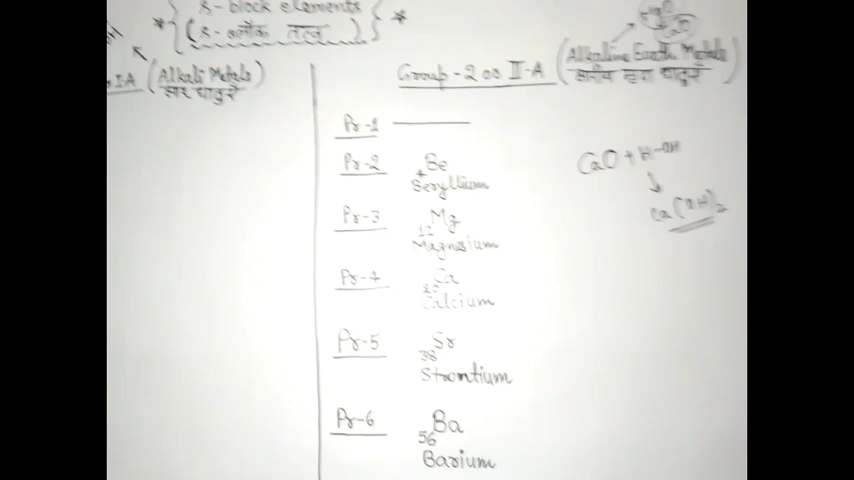 * { s-block elements } *
(s-ब्लॉक तत्व)
I-A (Alkali Metals)
क्षार धातुएँ
Group-2 or II-A (Alkaline Earth Metals)
क्षारीय मृदा धातुएँ
Pr-1 ———
Pr-2 Be
4
Beryllium
CaO + H-OH
↓
Ca(OH)2
Pr-3 Mg
12
Magnesium
Pr-4 Ca
20
Calcium
Pr-5 Sr
38
Strontium
Pr-6 Ba
56
Barium